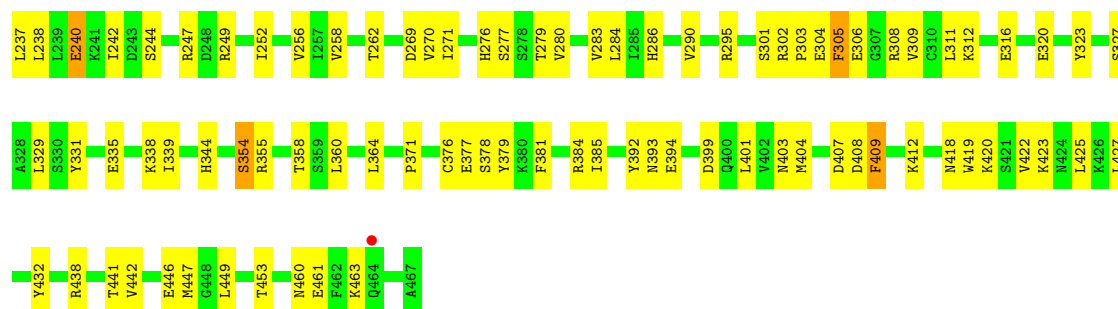 L237 L238 L239 E240 K241 I242 D243 S244 R247 D248 R249 I252 V256 I257 V258 T262 D269 V270 I271 H276 S277 S278 T279 V280 V283 L284 I285 H286 V290 R295 S301 R302 P303 E304 F305 E306 G307 R308 V309 C310 L311 K312 E316 E320 Y323 S327
A328 L329 S330 Y331 E335 K338 I339 H344 S354 R355 T358 S359 L360 L364 P371 C376 E377 S378 Y379 K380 F381 R384 I385 Y392 N393 E394 D399 Q400 L401 V402 N403 M404 D407 D408 F409 K412 N418 W419 K420 S421 V422 K423 N424 L425 K426 L427
Y432 R438 T441 V442 E446 M447 G448 L449 T453 N460 E461 F462 K463 Q464 A467